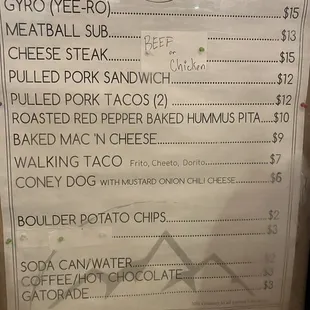 GYRO (YEE-RO) $15
MEATBALL SUB $13
CHEESE STEAK $15
BEEF
or
Chicken
PULLED PORK SANDWICH $12
PULLED PORK TACOS (2) $12
ROASTED RED PEPPER BAKED HUMMUS PITA $10
BAKED MAC 'N CHEESE $9
WALKING TACO Frito, Cheeto, Dorito $7
CONEY DOG WITH MUSTARD ONION CHILI CHEESE $6
BOULDER POTATO CHIPS $2
$3
SODA CAN/WATER $2
COFFEE/HOT CHOCOLATE $3
GATORADE $3